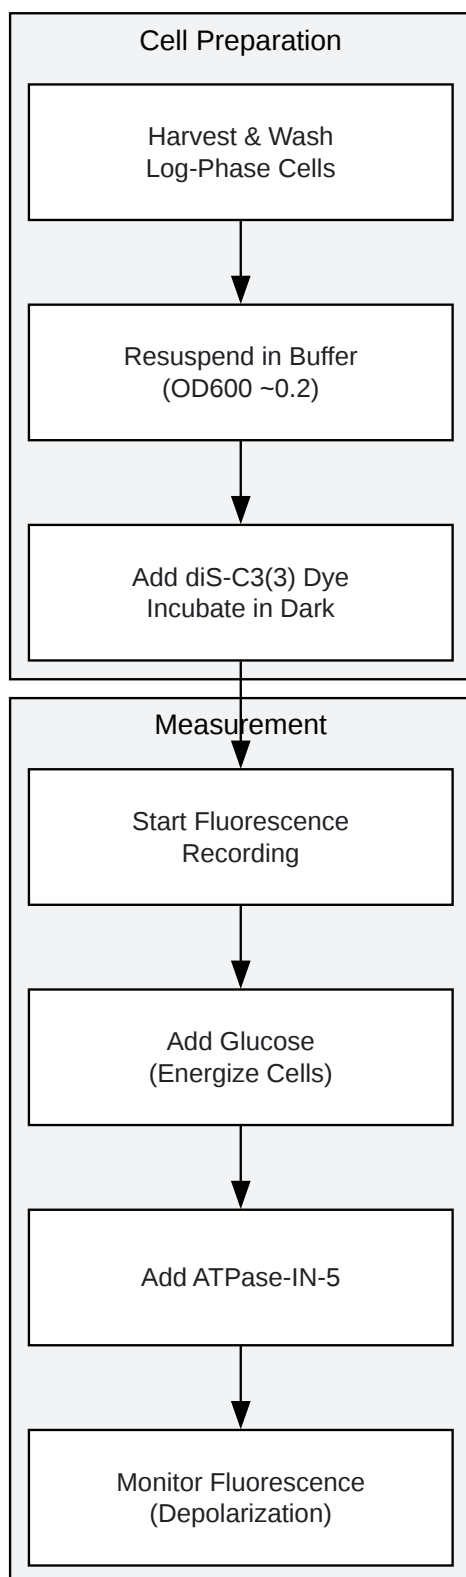 Cell Preparation
Harvest & Wash
Log-Phase Cells
Resuspend in Buffer
(OD600 ~0.2)
Add diS-C3(3) Dye
Incubate in Dark
Measurement
Start Fluorescence
Recording
Add Glucose
(Energize Cells)
Add ATPase-IN-5
Monitor Fluorescence
(Depolarization)